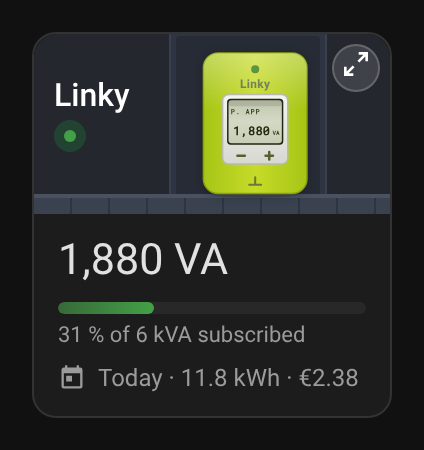 Linky
Linky
P. APP
1,880 VA
1,880 VA
31 % of 6 kVA subscribed
Today · 11.8 kWh · €2.38